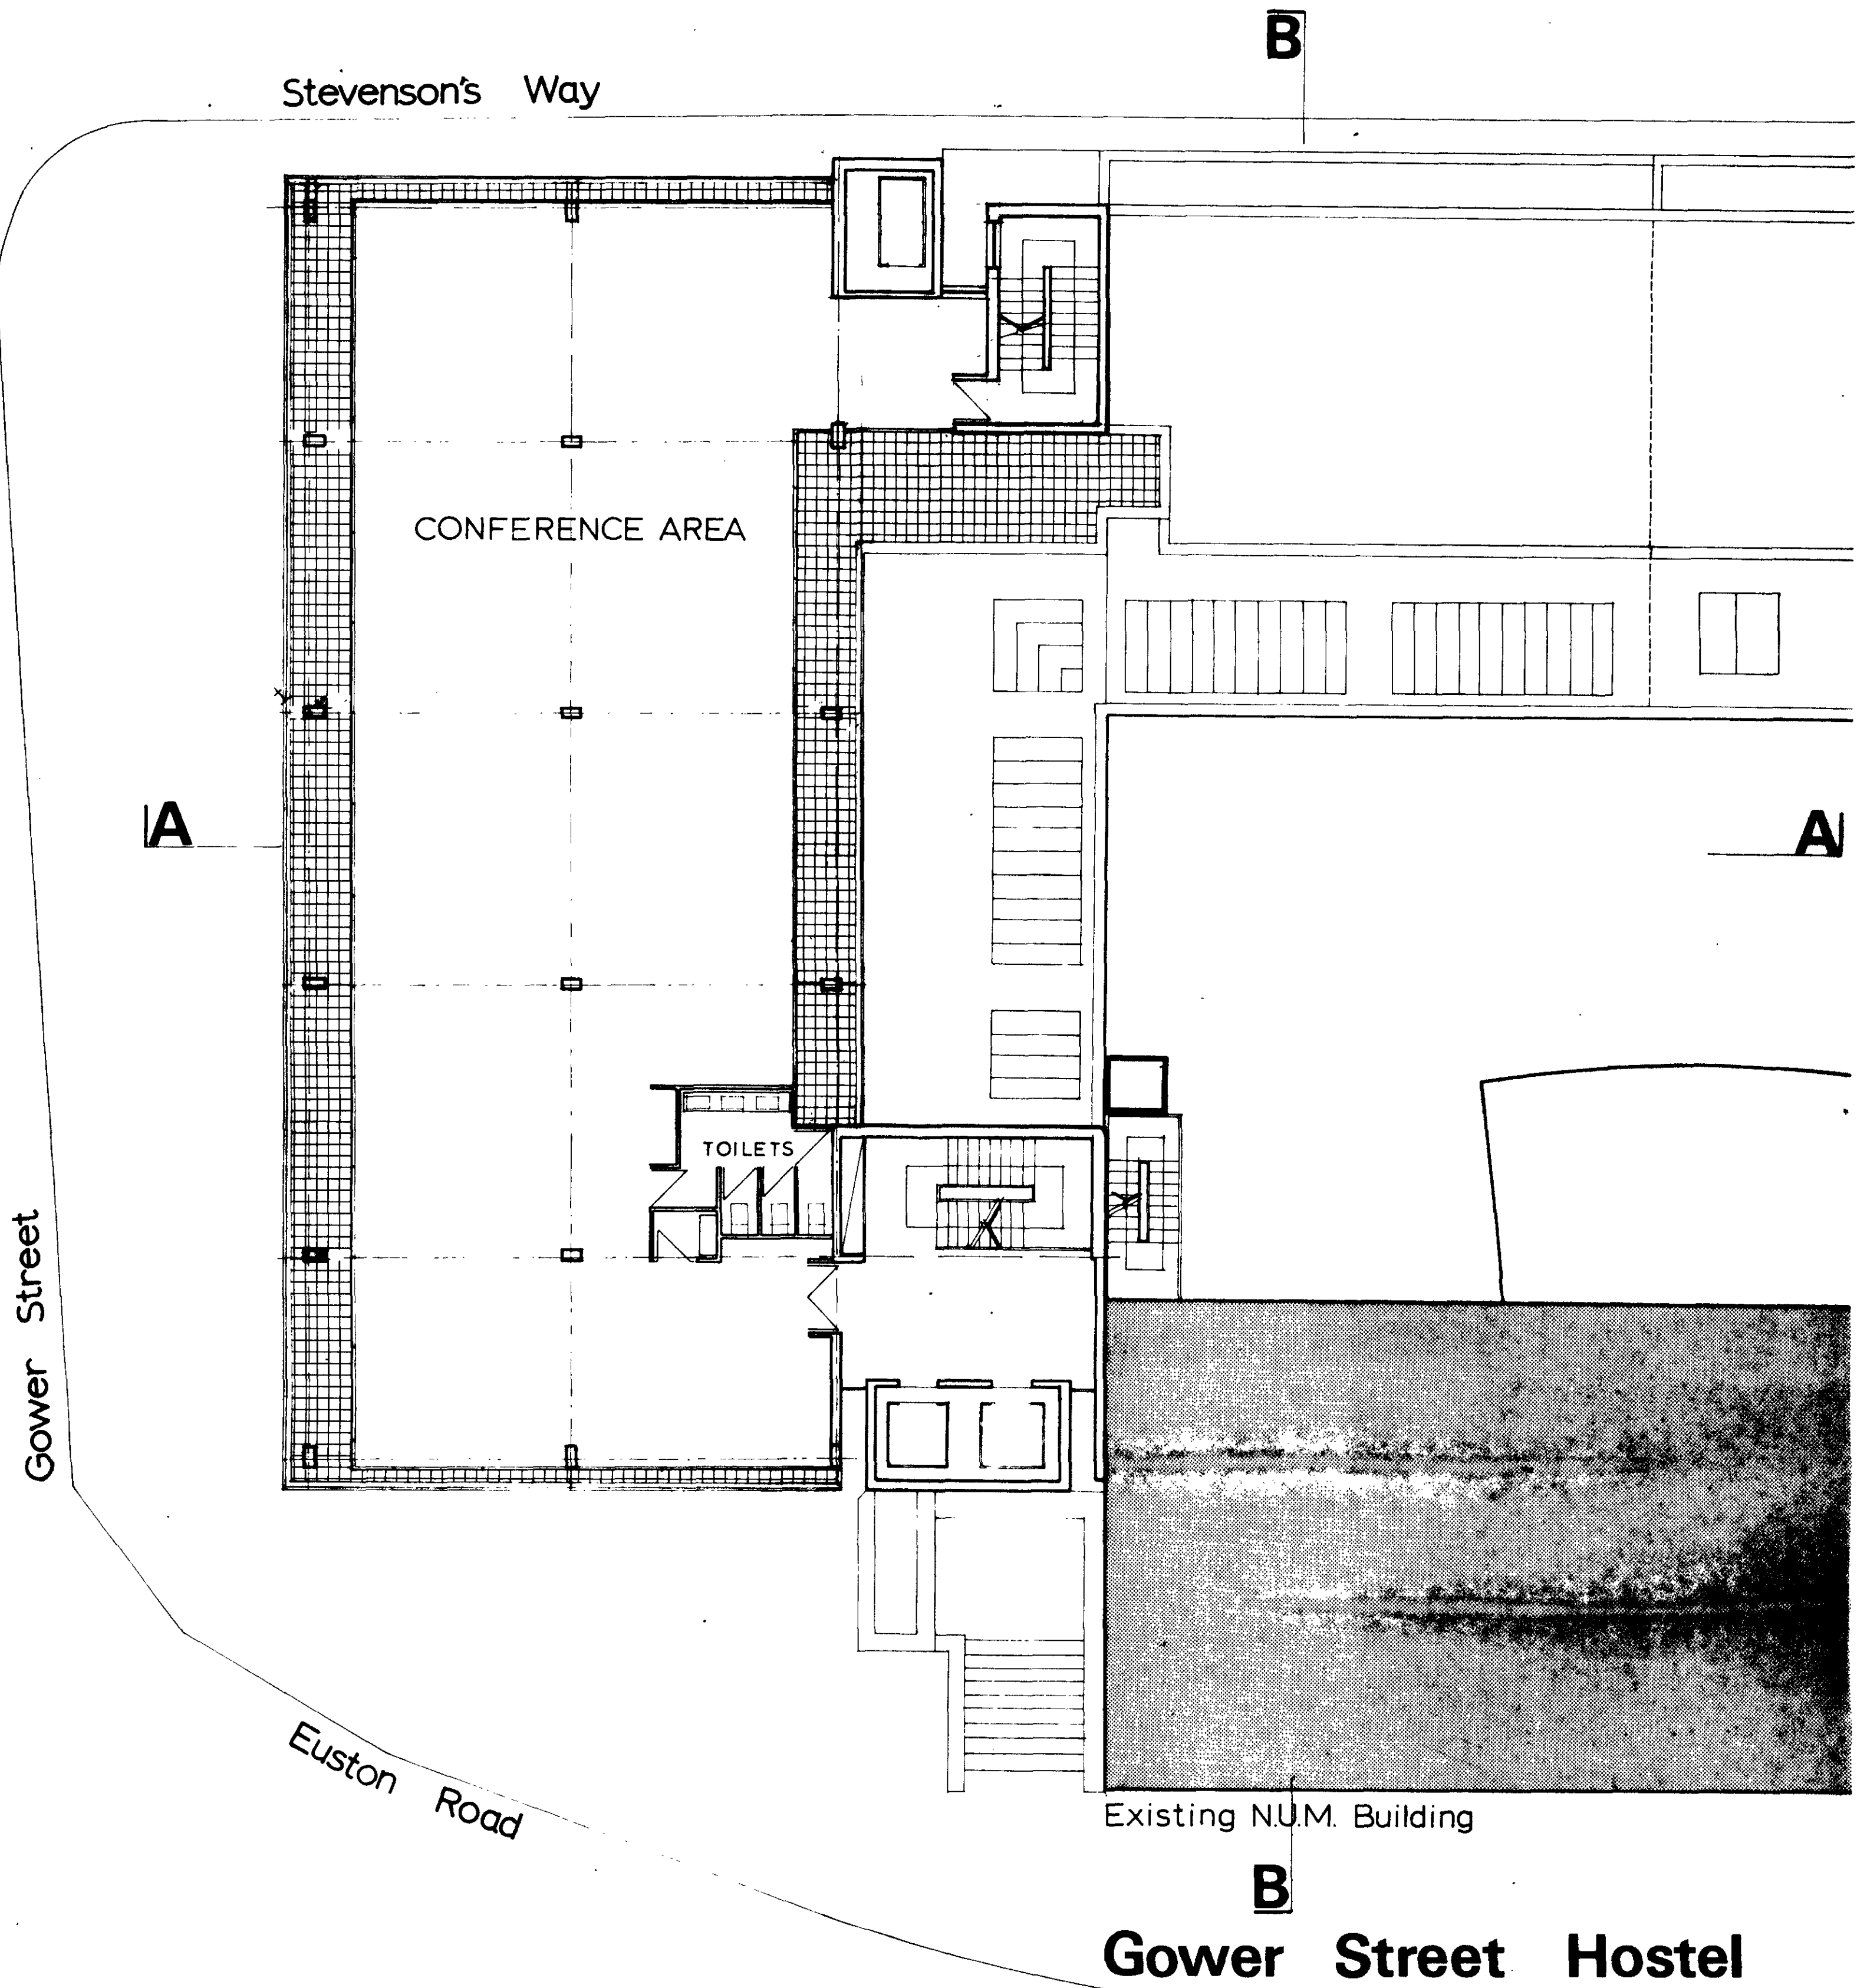 B
Stevenson's Way
CONFERENCE AREA
A
A
TOILETS
Gower Street
Euston Road
Existing N.U.M. Building
B
Gower Street Hostel